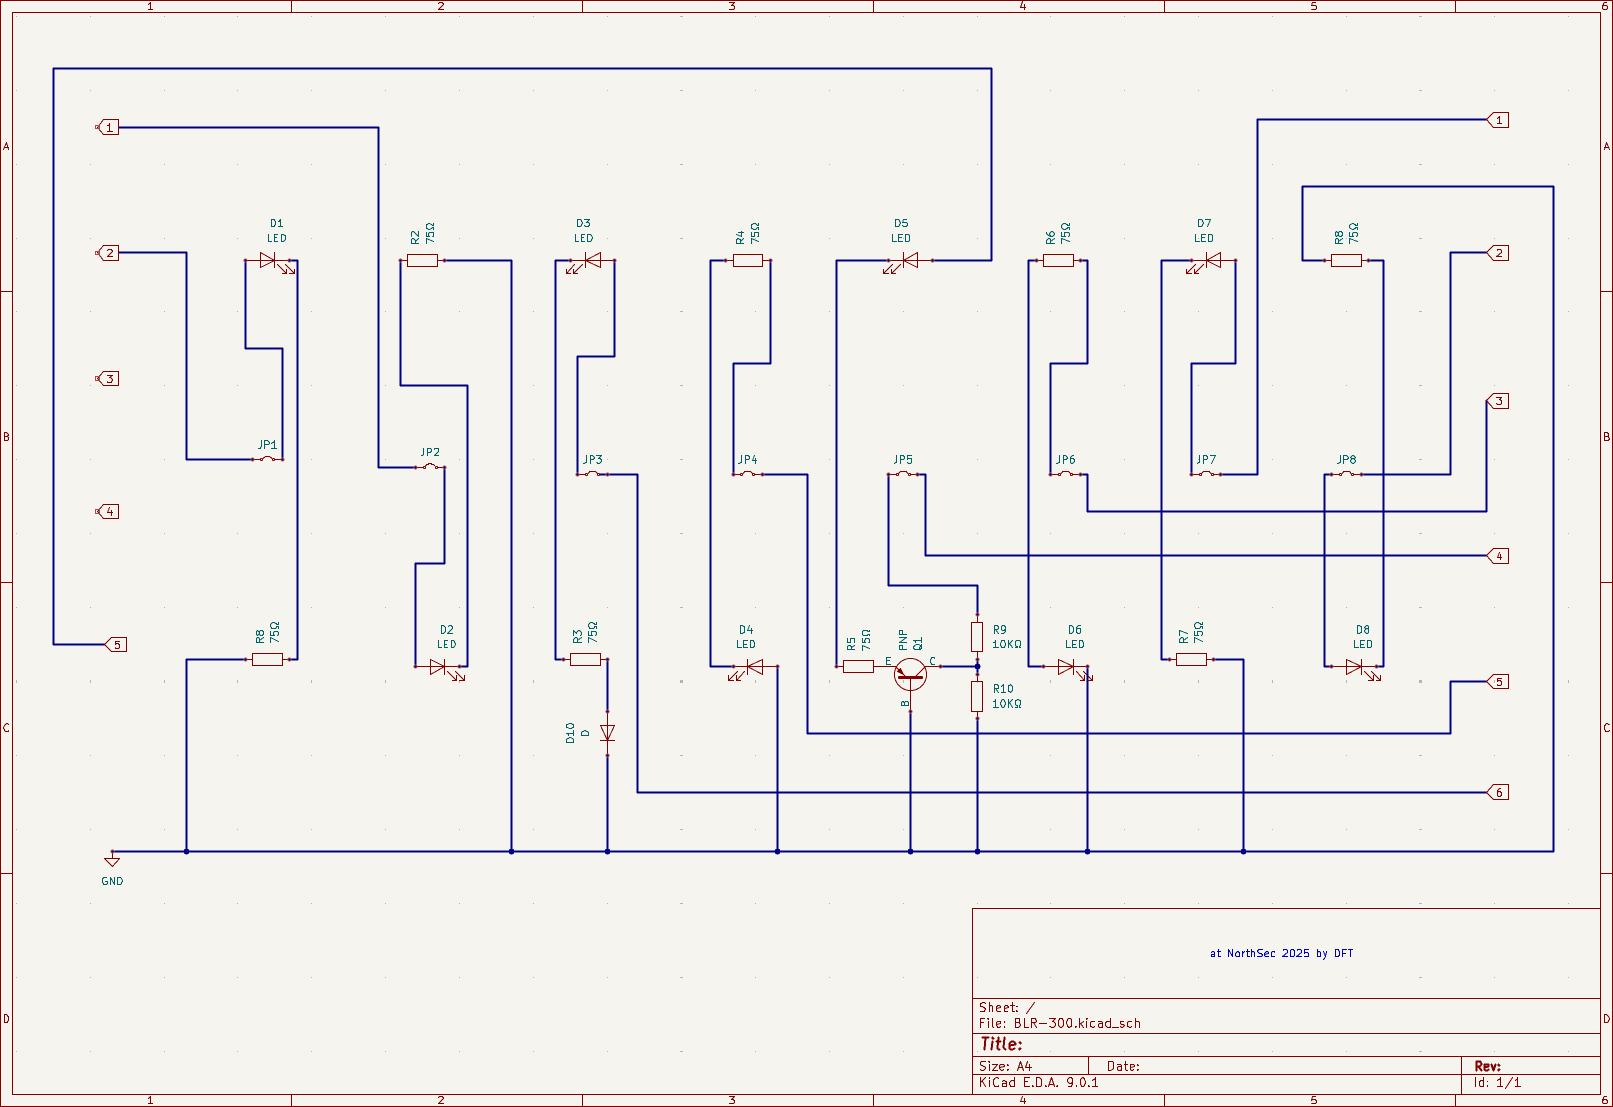 1 2 3 4 5 6
A A
1
1
D1
LED
R2
75Ω
D3
LED
R4
75Ω
D5
LED
R6
75Ω
D7
LED
R8
75Ω
2
2
3
3
B B
JP1
JP2
JP3
JP4
JP5
JP6
JP7
JP8
4
4
5
R8
75Ω
D2
LED
R3
75Ω
D4
LED
R5
75Ω
PNP
Q1
E
C
B
R9
10KΩ
R10
10KΩ
D6
LED
R7
75Ω
D8
LED
5
C C
D10
D
6
GND
at NorthSec 2025 by DFT
Sheet: /
File: BLR-300.kicad_sch
D D
Title:
Size: A4 Date: Rev:
KiCad E.D.A. 9.0.1 Id: 1/1
1 2 3 4 5 6